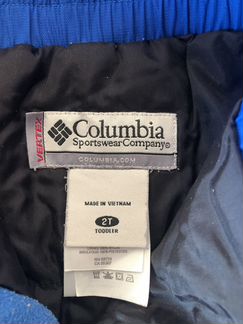 VERTEX
Columbia
Sportswear Company®
COLUMBIA.COM
MADE IN VIETNAM
2T
TODDLER